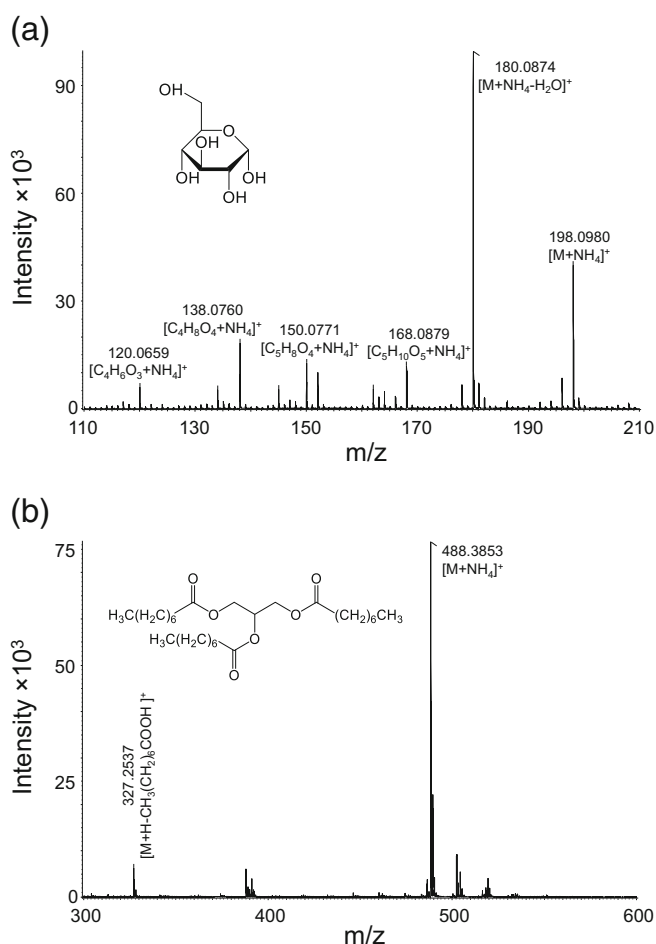 (a)
Intensity ×10³
90
60
30
0
110 130 150 170 190 210
m/z
OH
O
OH
OH
OH
OH
180.0874
[M+NH₄-H₂O]⁺
198.0980
[M+NH₄]⁺
138.0760
[C₄H₈O₄+NH₄]⁺
150.0771
[C₅H₈O₄+NH₄]⁺
168.0879
[C₅H₁₀O₅+NH₄]⁺
120.0659
[C₄H₆O₃+NH₄]⁺
(b)
Intensity ×10³
75
50
25
0
300 400 500 600
m/z
488.3853
[M+NH₄]⁺
O O
H₃C(H₂C)₆ O O (CH₂)₆CH₃
H₃C(H₂C)₆ O
O
327.2537
[M+H-CH₃(CH₂)₆COOH ]⁺